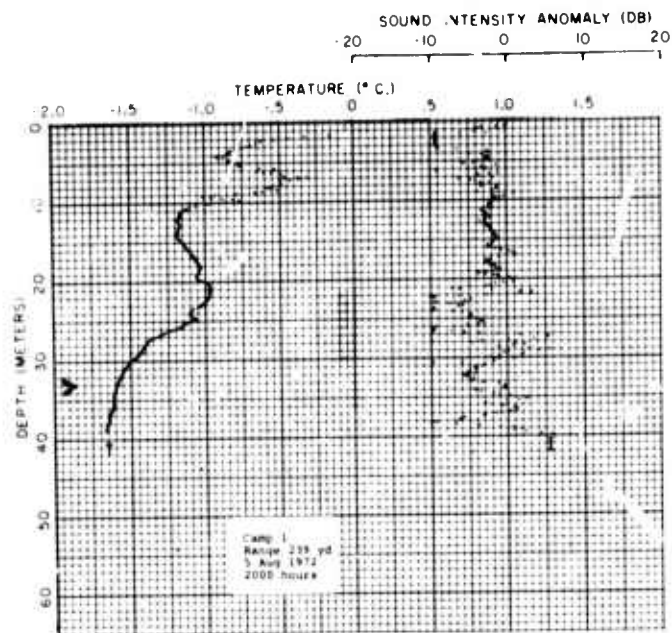 SOUND INTENSITY ANOMALY (DB)
-20 -10 0 10 20
TEMPERATURE (°C.)
-2.0 -1.5 -1.0 -.5 0 .5 1.0 1.5
0
10
20
30
40
50
60
DEPTH (METERS)
Camp 1
Range 239 yd
5 Aug 1972
2000 hours